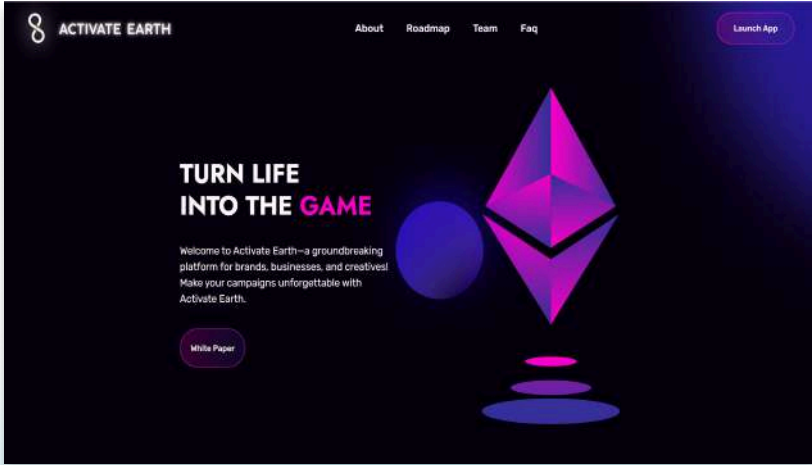 ACTIVATE EARTH
About Roadmap Team Faq
Launch App
TURN LIFE
INTO THE GAME
Welcome to Activate Earth—a groundbreaking
platform for brands, businesses, and creatives!
Make your campaigns unforgettable with
Activate Earth.
White Paper